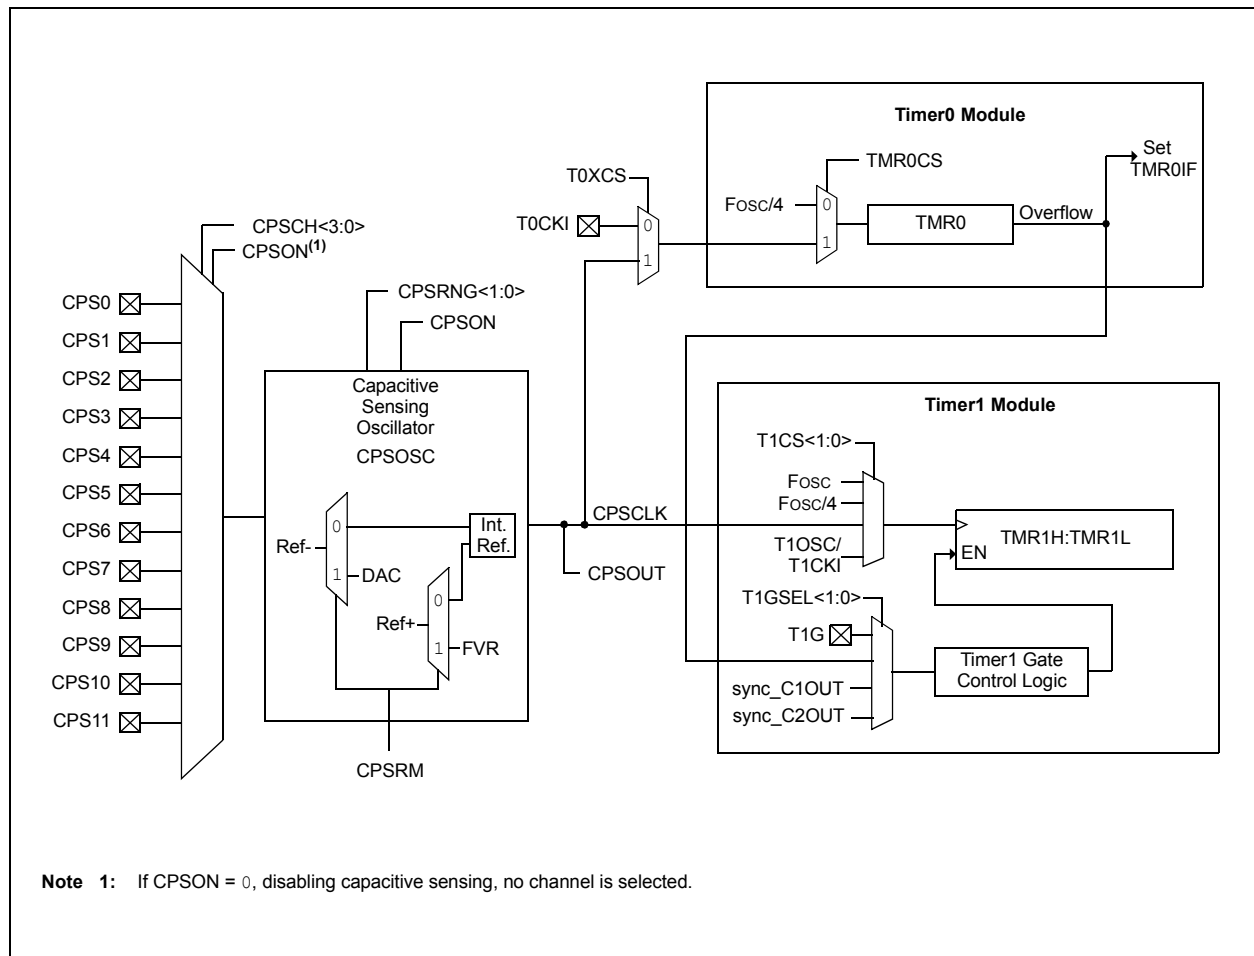 Timer0 Module
Set
TMR0IF
TMR0CS
T0XCS
FOSC/4
0
1
TMR0
Overflow
T0CKI
0
1
CPSCH<3:0>
CPSON(1)
CPS0
CPS1
CPS2
CPS3
CPS4
CPS5
CPS6
CPS7
CPS8
CPS9
CPS10
CPS11
CPSRNG<1:0>
CPSON
Capacitive
Sensing
Oscillator
CPSOSC
0
1
Ref-
DAC
Int.
Ref.
0
1
Ref+
FVR
CPSRM
CPSCLK
CPSOUT
Timer1 Module
T1CS<1:0>
FOSC
FOSC/4
T1OSC/
T1CKI
TMR1H:TMR1L
EN
T1GSEL<1:0>
T1G
sync_C1OUT
sync_C2OUT
Timer1 Gate
Control Logic
Note 1: If CPSON = 0, disabling capacitive sensing, no channel is selected.